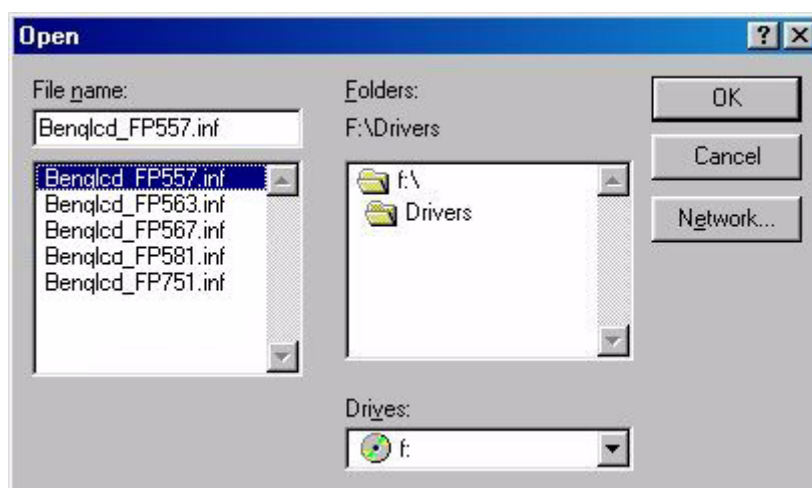 Open
File name:
Benqlcd_FP557.inf
Benqlcd_FP557.inf
Benqlcd_FP563.inf
Benqlcd_FP567.inf
Benqlcd_FP581.inf
Benqlcd_FP751.inf
Folders:
F:\Drivers
f:\
Drivers
Drives:
f:
OK
Cancel
Network...